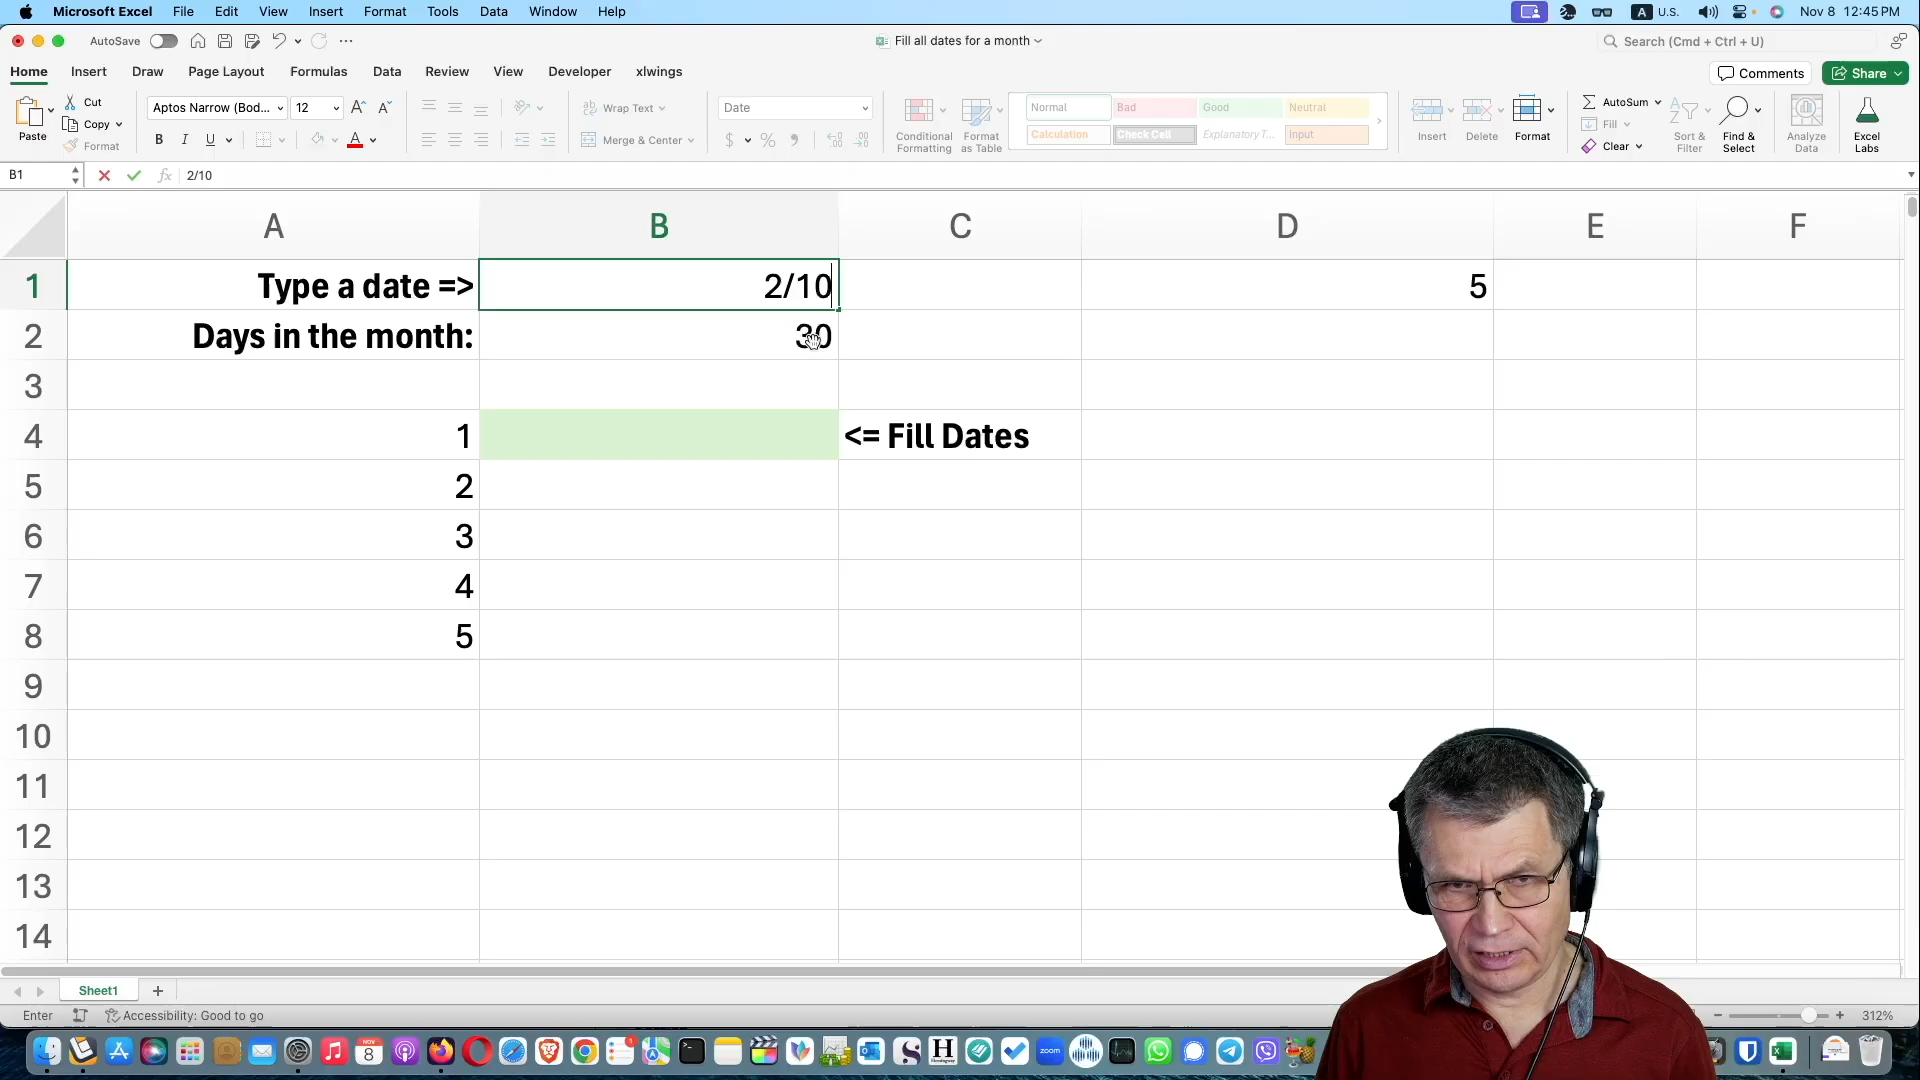 Microsoft Excel File Edit View Insert Format Tools Data Window Help A U.S. Nov 8 12:45 PM
AutoSave Fill all dates for a month Search (Cmd + Ctrl + U)
Home Insert Draw Page Layout Formulas Data Review View Developer xlwings Comments Share
Cut Aptos Narrow (Bod... 12 Wrap Text Date Normal Bad Good Neutral AutoSum
Copy Fill
Paste Format B I U Merge & Center Conditional Formatting Format as Table Calculation Check Cell Explanatory T... Input Insert Delete Format Clear Sort & Filter Find & Select Analyze Data Excel Labs
B1 fx 2/10
A B C D E F
1 Type a date => 2/10 5
2 Days in the month: 30
3
4 1 <= Fill Dates
5 2
6 3
7 4
8 5
9
10
11
12
13
14
Sheet1
Enter Accessibility: Good to go 312%
NOV 8 1 H zoom